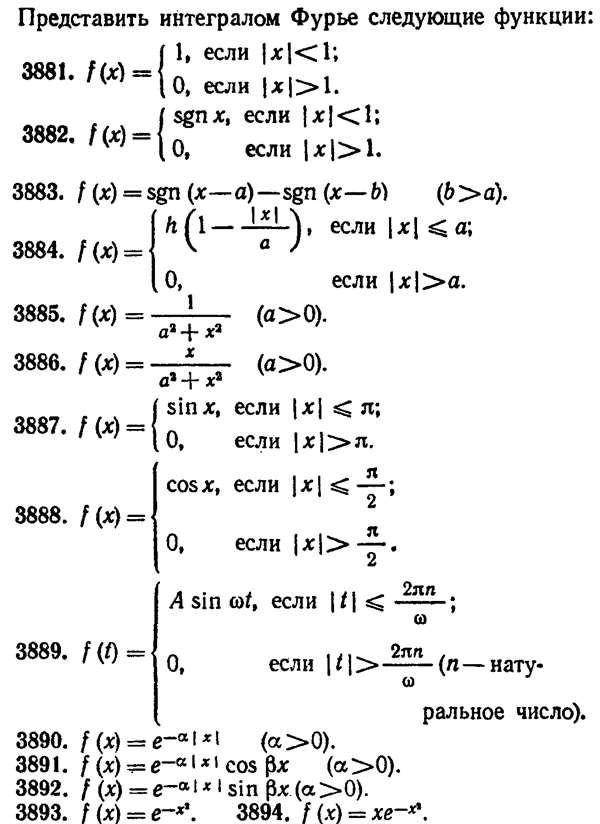 Представить интегралом Фурье следующие функции:
3881. f (x) = { 1, если |x|<1;
0, если |x|>1.
3882. f (x) = { sgn x, если |x|<1;
0, если |x|>1.
3883. f (x) = sgn (x—a)—sgn (x—b) (b>a).
3884. f (x) = { h (1 — |x|/a), если |x| ⩽ a;
0, если |x|>a.
3885. f (x) = 1/(a² + x²) (a>0).
3886. f (x) = x/(a² + x²) (a>0).
3887. f (x) = { sin x, если |x| ⩽ π;
0, если |x|>π.
3888. f (x) = { cos x, если |x| ⩽ π/2;
0, если |x|> π/2.
3889. f (t) = { A sin ωt, если |t| ⩽ 2πn/ω;
0, если |t|> 2πn/ω (n — нату-
ральное число).
3890. f (x) = e^{—α|x|} (α>0).
3891. f (x) = e^{—α|x|} cos βx (α>0).
3892. f (x) = e^{—α|x|} sin βx (α>0).
3893. f (x) = e^{—x²}. 3894. f (x) = xe^{—x²}.